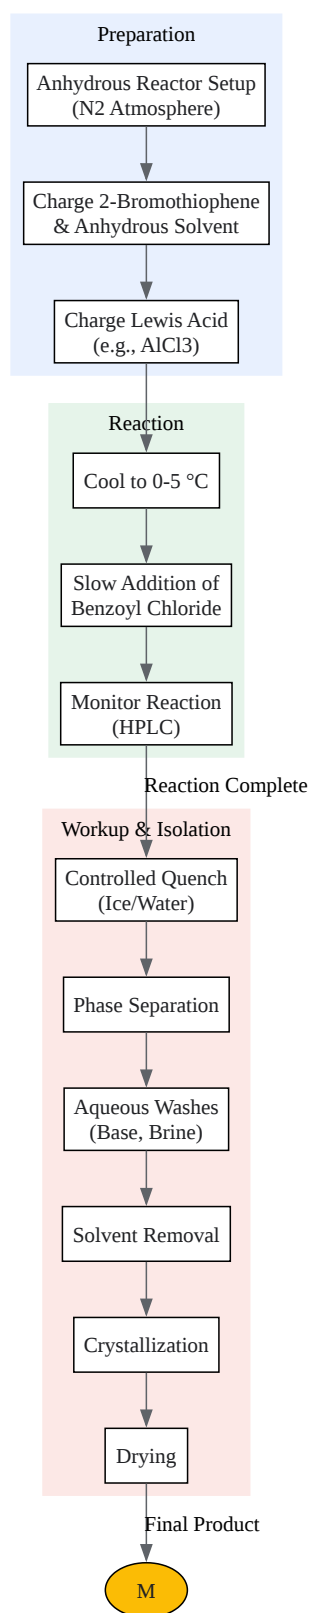 Preparation
Anhydrous Reactor Setup
(N2 Atmosphere)
Charge 2-Bromothiophene
& Anhydrous Solvent
Charge Lewis Acid
(e.g., AlCl3)
Reaction
Cool to 0-5 °C
Slow Addition of
Benzoyl Chloride
Monitor Reaction
(HPLC)
Reaction Complete
Workup & Isolation
Controlled Quench
(Ice/Water)
Phase Separation
Aqueous Washes
(Base, Brine)
Solvent Removal
Crystallization
Drying
Final Product
M